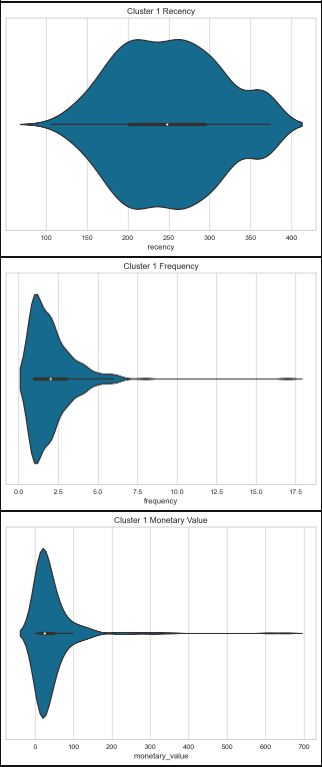 Cluster 1 Recency
100 150 200 250 300 350 400
recency
Cluster 1 Frequency
0.0 2.5 5.0 7.5 10.0 12.5 15.0 17.5
frequency
Cluster 1 Monetary Value
0 100 200 300 400 500 600 700
monetary_value